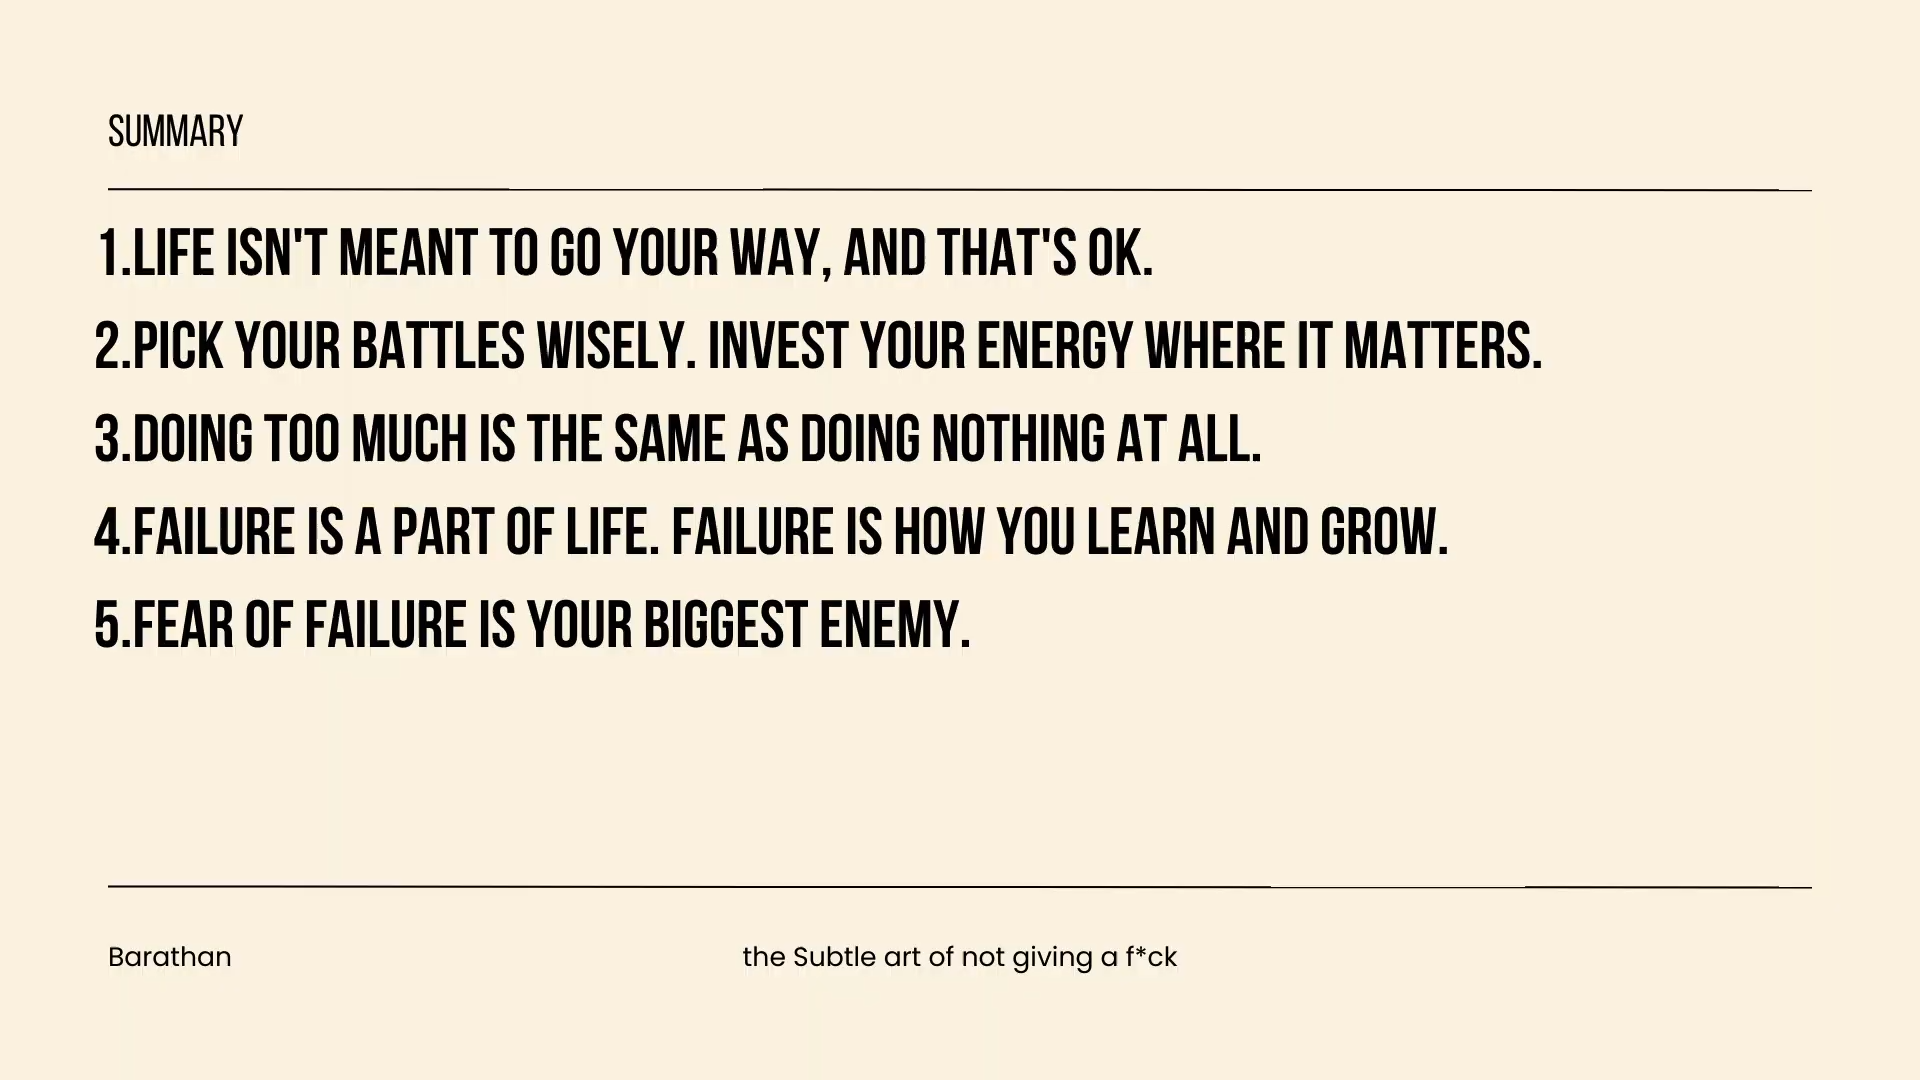 SUMMARY
1.LIFE ISN'T MEANT TO GO YOUR WAY, AND THAT'S OK.
2.PICK YOUR BATTLES WISELY. INVEST YOUR ENERGY WHERE IT MATTERS.
3.DOING TOO MUCH IS THE SAME AS DOING NOTHING AT ALL.
4.FAILURE IS A PART OF LIFE. FAILURE IS HOW YOU LEARN AND GROW.
5.FEAR OF FAILURE IS YOUR BIGGEST ENEMY.
Barathan
the Subtle art of not giving a f*ck